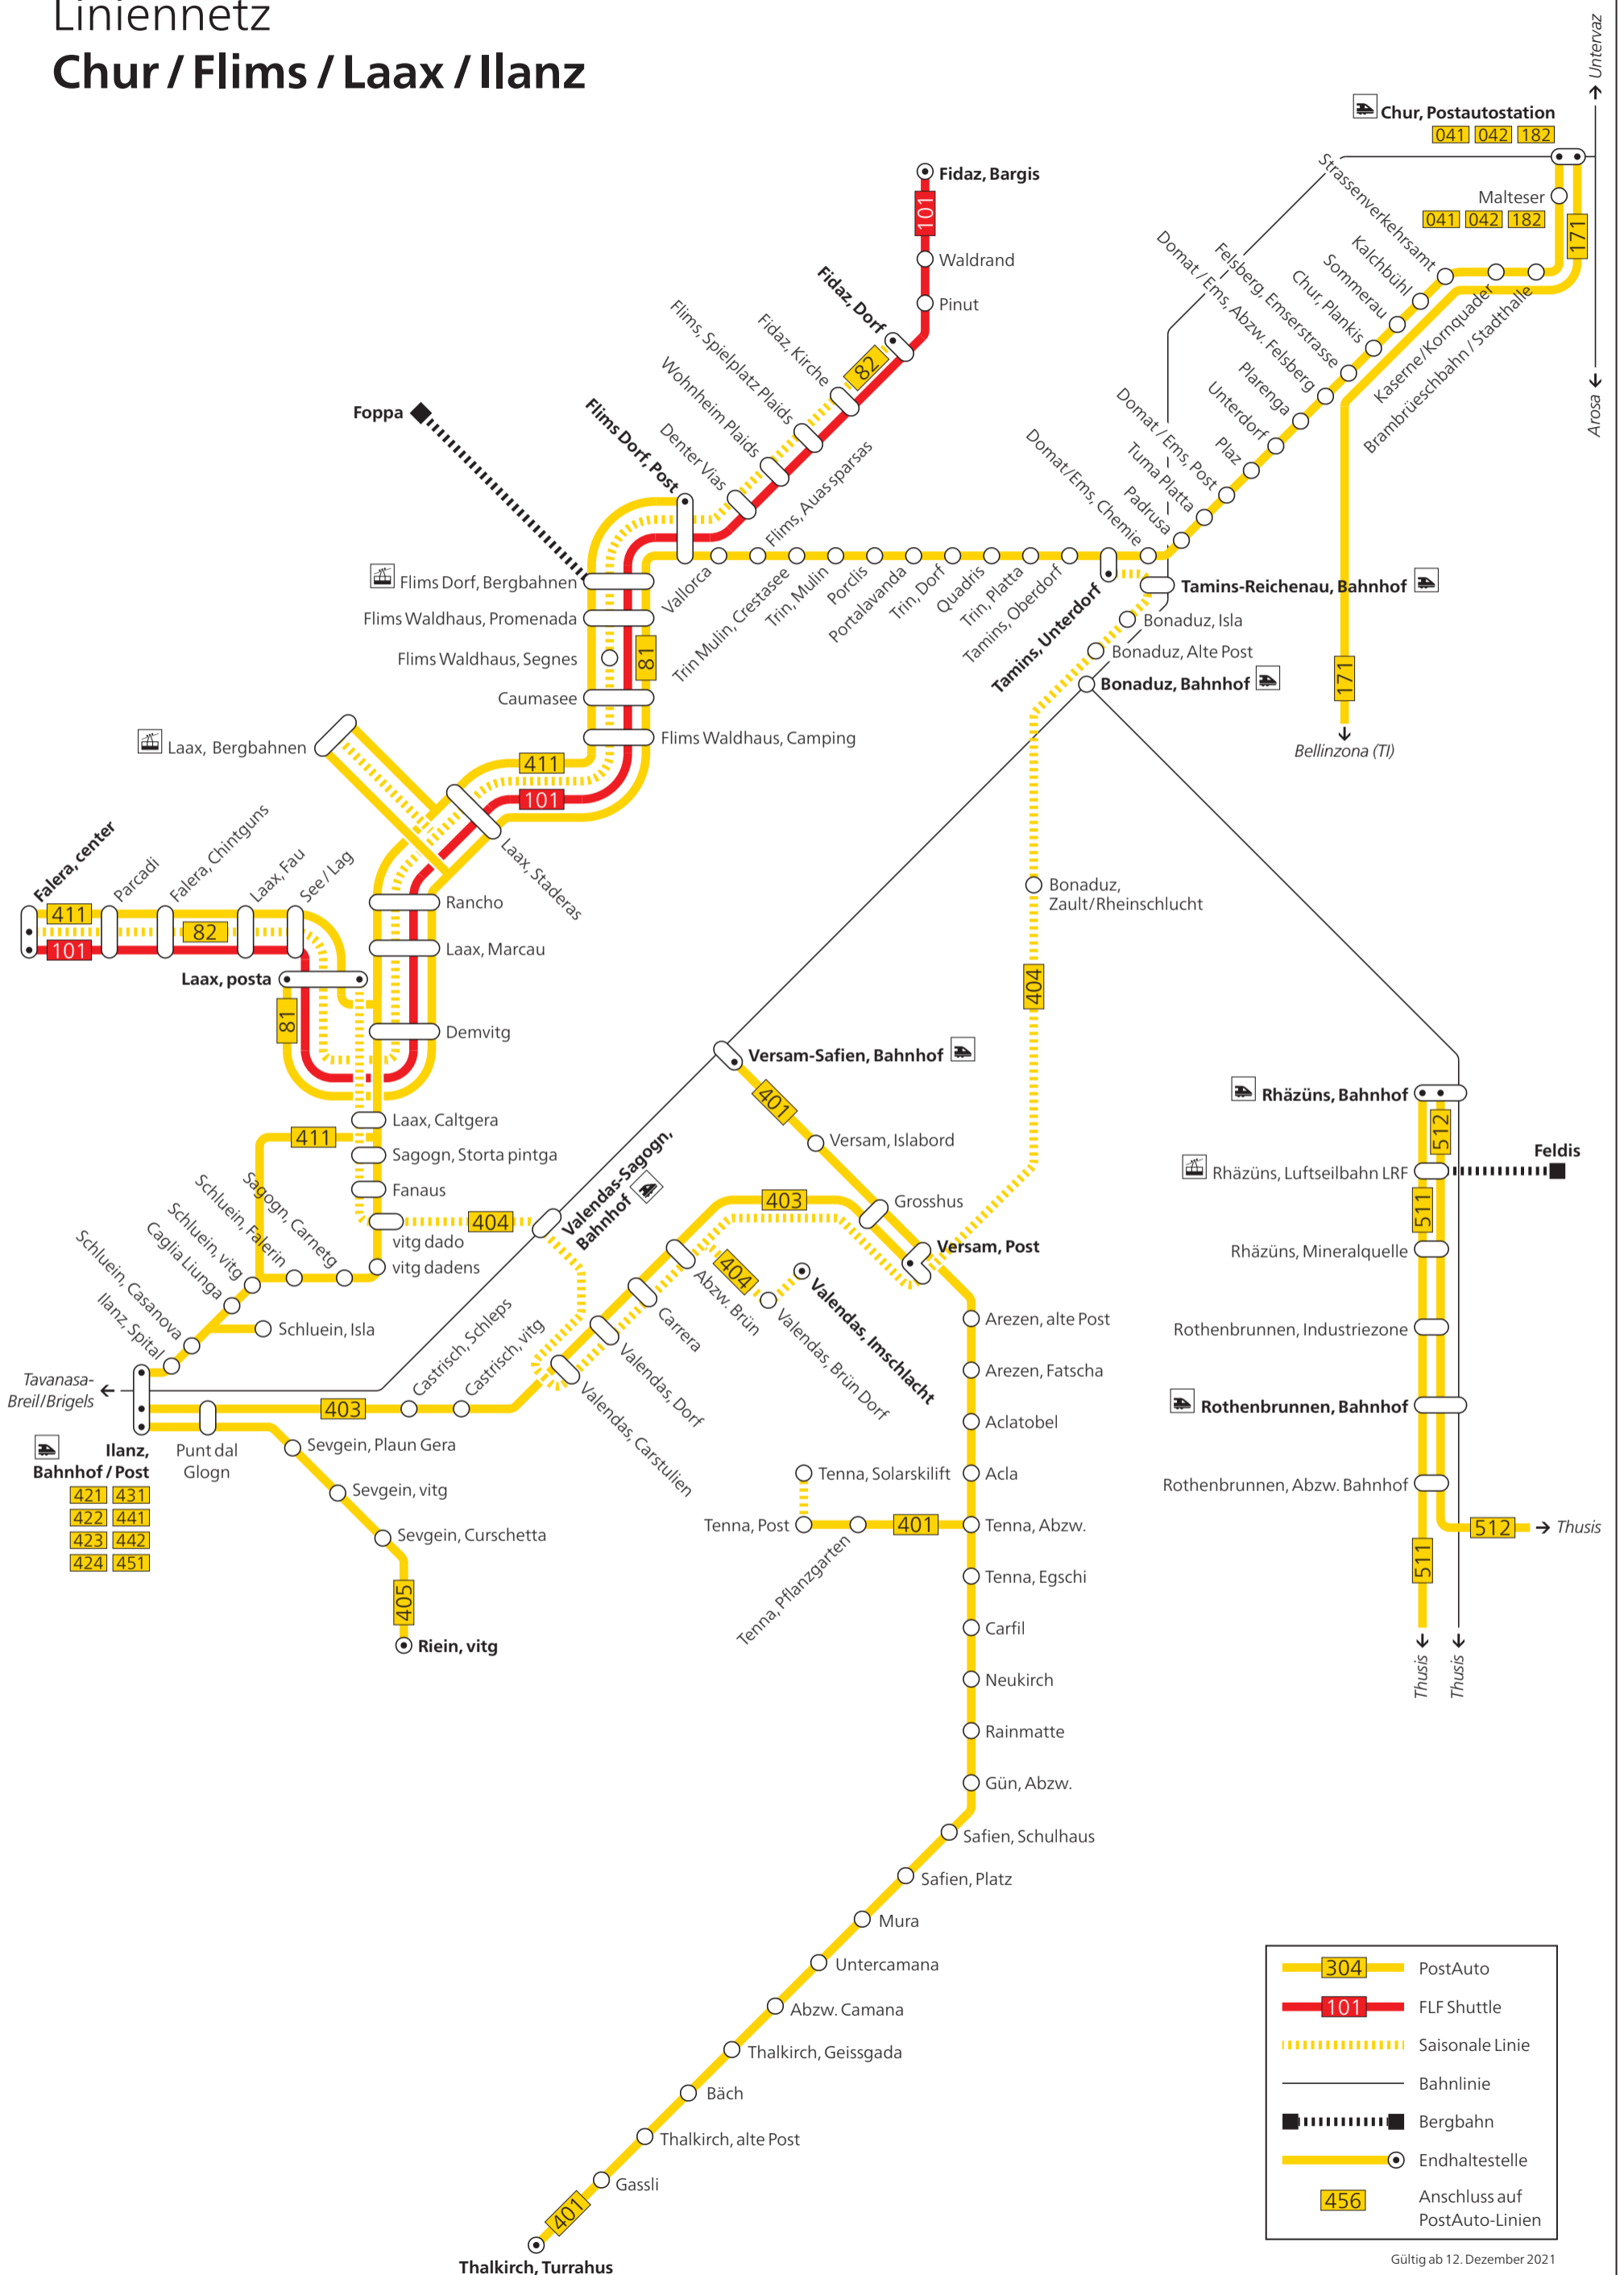 Liniennetz
Chur / Flims / Laax / Ilanz
Untervaz
Chur, Postautostation
041 042 182
Malteser
041 042 182
171
Arosa
Strassenverkehrsamt
Kalchbühl
Sommerau
Chur, Plankis
Felsberg, Emserstrasse
Domat / Ems, Abzw. Felsberg
Plarenga
Unterdorf
Plaz
Domat / Ems, Post
Tuma Platta
Padrusa
Domat/Ems, Chemie
Kaserne/Kornquader
Brambrüeschbahn / Stadthalle
171
Bellinzona (TI)
Fidaz, Bargis
101
Waldrand
Pinut
Fidaz, Dorf
82
Fidaz, Kirche
Flims, Spielplatz Plaids
Wohnheim Plaids
Denter Vias
Flims Dorf, Post
Foppa
Flims Dorf, Bergbahnen
Flims Waldhaus, Promenada
Flims Waldhaus, Segnes
81
Caumasee
Flims Waldhaus, Camping
Vallorca
Flims, Auas sparsas
Trin Mulin, Crestasee
Trin, Mulin
Porclis
Portalavanda
Trin, Dorf
Quadris
Trin, Platta
Tamins, Oberdorf
Tamins, Unterdorf
Tamins-Reichenau, Bahnhof
Bonaduz, Isla
Bonaduz, Alte Post
Bonaduz, Bahnhof
Laax, Bergbahnen
411
101
Laax, Staderas
Falera, center
Parcadi
Falera, Chintguns
Laax, Fau
See / Lag
411
82
101
Rancho
Laax, Marcau
Laax, posta
81
Demvitg
Bonaduz,
Zault/Rheinschlucht
404
Laax, Caltgera
411
Sagogn, Storta pintga
Fanaus
404
vitg dado
vitg dadens
Sagogn, Carnetg
Schluein, Falerin
Schluein, vitg
Caglia Liunga
Schluein, Casanova
Ilanz, Spital
Schluein, Isla
Versam-Safien, Bahnhof
401
Versam, Islabord
Grosshus
Versam, Post
Valendas-Sagogn,
Bahnhof
403
404
Abzw. Brün
Carrera
Valendas, Dorf
Valendas, Carstulien
Valendas, Brün Dorf
Valendas, Imschlacht
Castrisch, Schleps
Castrisch, vitg
Tavanasa-
Breil/Brigels
403
Ilanz,
Bahnhof / Post
421 431
422 441
423 442
424 451
Punt dal
Glogn
Sevgein, Plaun Gera
Sevgein, vitg
Sevgein, Curschetta
405
Riein, vitg
Arezen, alte Post
Arezen, Fatscha
Aclatobel
Acla
Tenna, Solarskilift
Tenna, Post
401
Tenna, Pflanzgarten
Tenna, Abzw.
Tenna, Egschi
Carfil
Neukirch
Rainmatte
Gün, Abzw.
Safien, Schulhaus
Safien, Platz
Mura
Untercamana
Abzw. Camana
Thalkirch, Geissgada
Bäch
Thalkirch, alte Post
Gassli
401
Thalkirch, Turrahus
Rhäzüns, Bahnhof
512
Feldis
Rhäzüns, Luftseilbahn LRF
511
Rhäzüns, Mineralquelle
Rothenbrunnen, Industriezone
Rothenbrunnen, Bahnhof
Rothenbrunnen, Abzw. Bahnhof
512
Thusis
511
Thusis
Thusis
304 PostAuto
101 FLF Shuttle
Saisonale Linie
Bahnlinie
Bergbahn
Endhaltestelle
456 Anschluss auf
PostAuto-Linien
Gültig ab 12. Dezember 2021